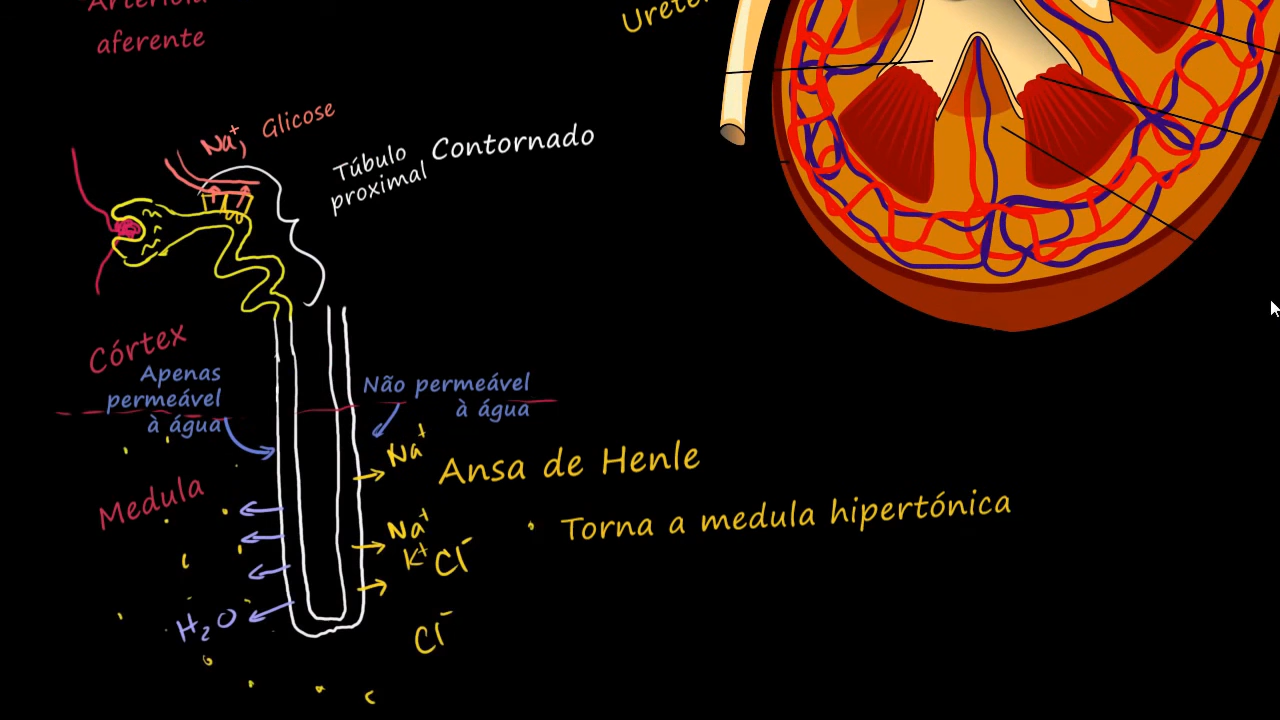 Arteríola
aferente
Ureter
Na⁺, Glicose
Túbulo
proximal Contornado
Córtex
Apenas
permeável
à água
Não permeável
à água
Na⁺
Ansa de Henle
Medula
Torna a medula hipertónica
Na⁺
K⁺ Cl⁻
H₂O
Cl⁻